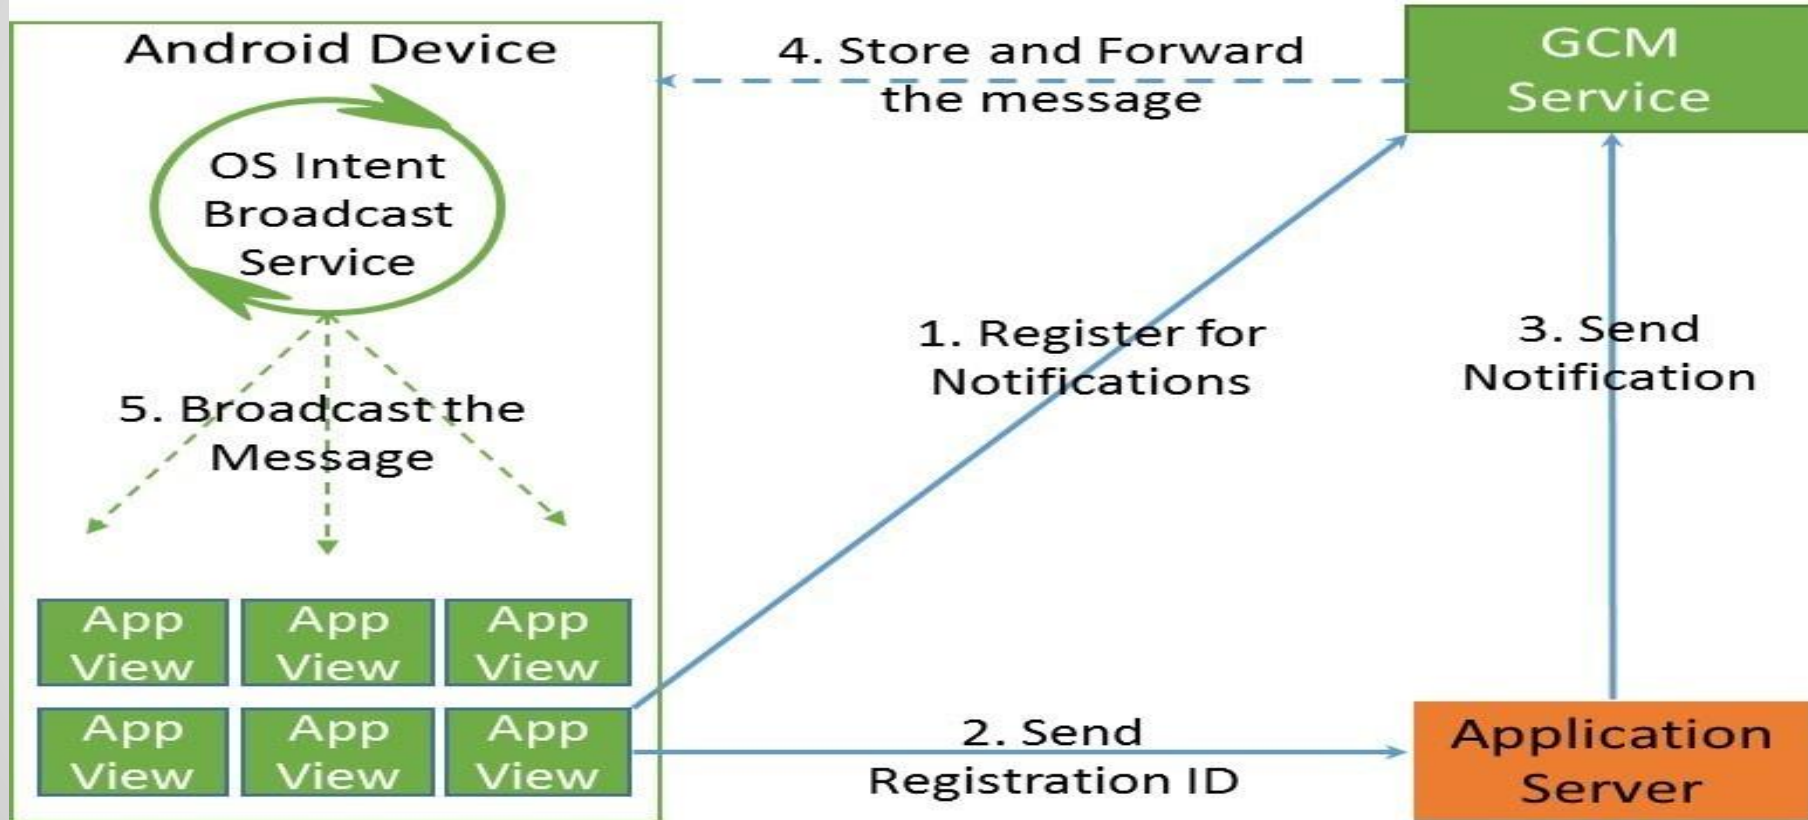 Android Device
OS Intent
Broadcast
Service
5. Broadcast the
Message
App
View
App
View
App
View
App
View
App
View
App
View
4. Store and Forward
the message
GCM
Service
1. Register for
Notifications
3. Send
Notification
2. Send
Registration ID
Application
Server